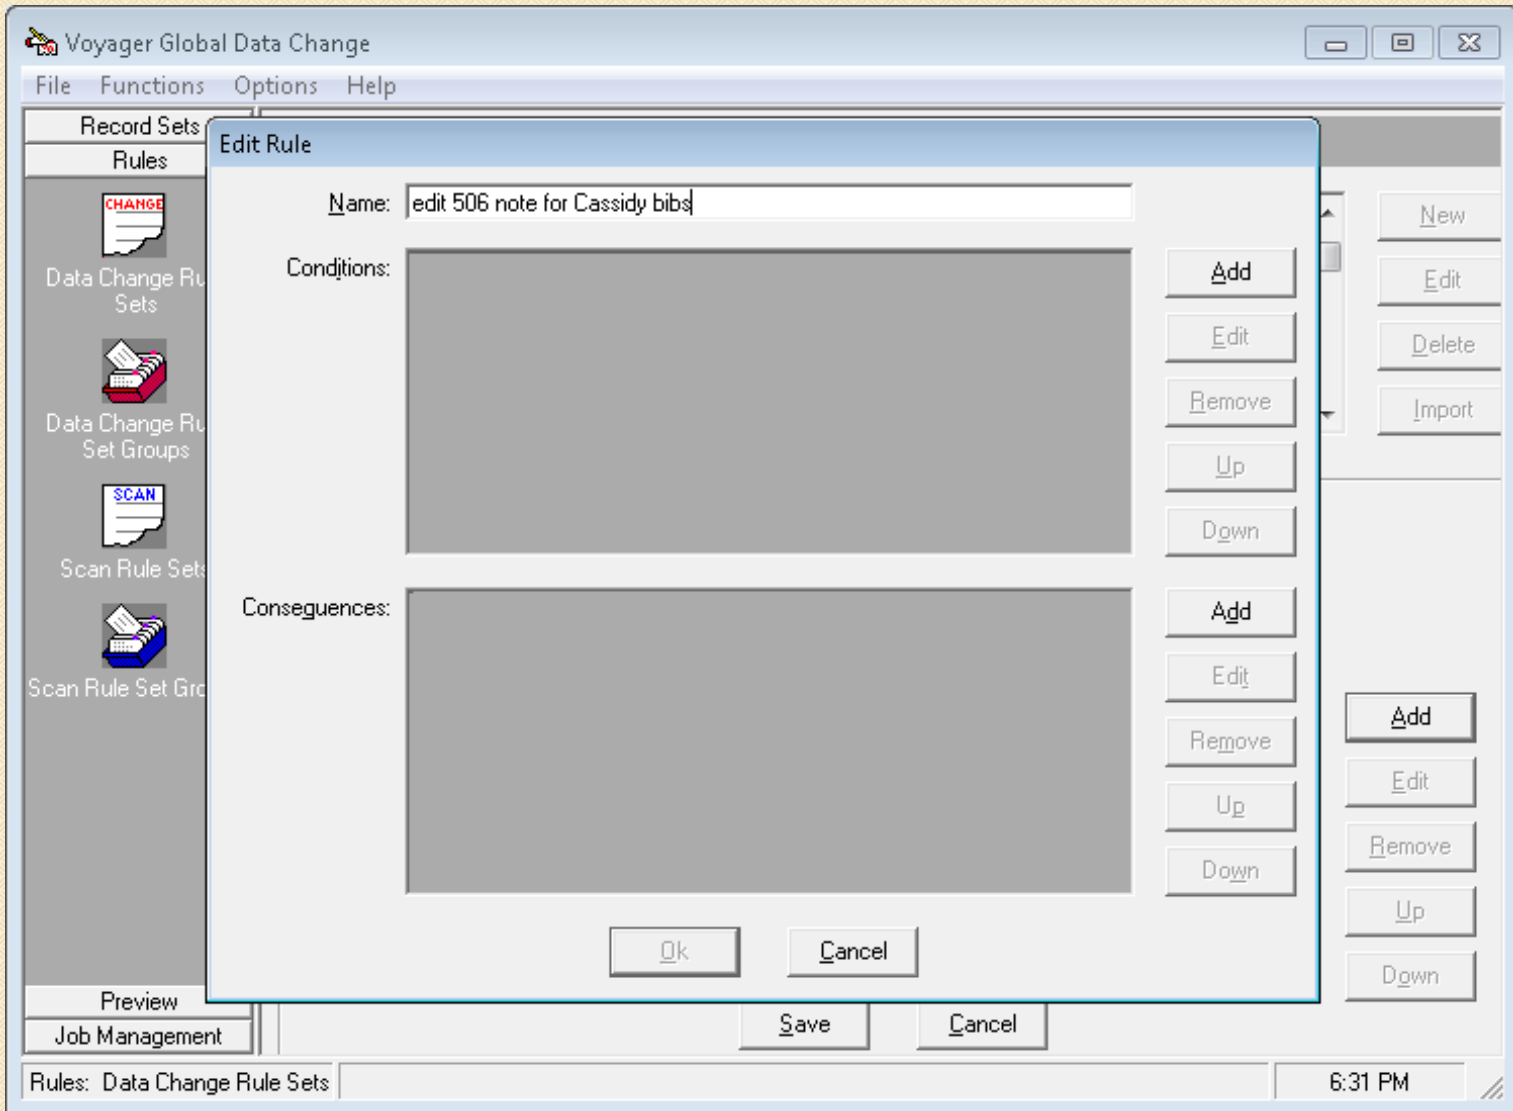 Voyager Global Data Change
File Functions Options Help
Record Sets
Rules
CHANGE
Data Change Ru
Sets
Data Change Ru
Set Groups
SCAN
Scan Rule Sets
Scan Rule Set Gro
Preview
Job Management
Edit Rule
Name: edit 506 note for Cassidy bibs
Conditions:
Add
Edit
Remove
Up
Down
Consequences:
Add
Edit
Remove
Up
Down
Ok Cancel
New
Edit
Delete
Import
Add
Edit
Remove
Up
Down
Save Cancel
Rules: Data Change Rule Sets
6:31 PM